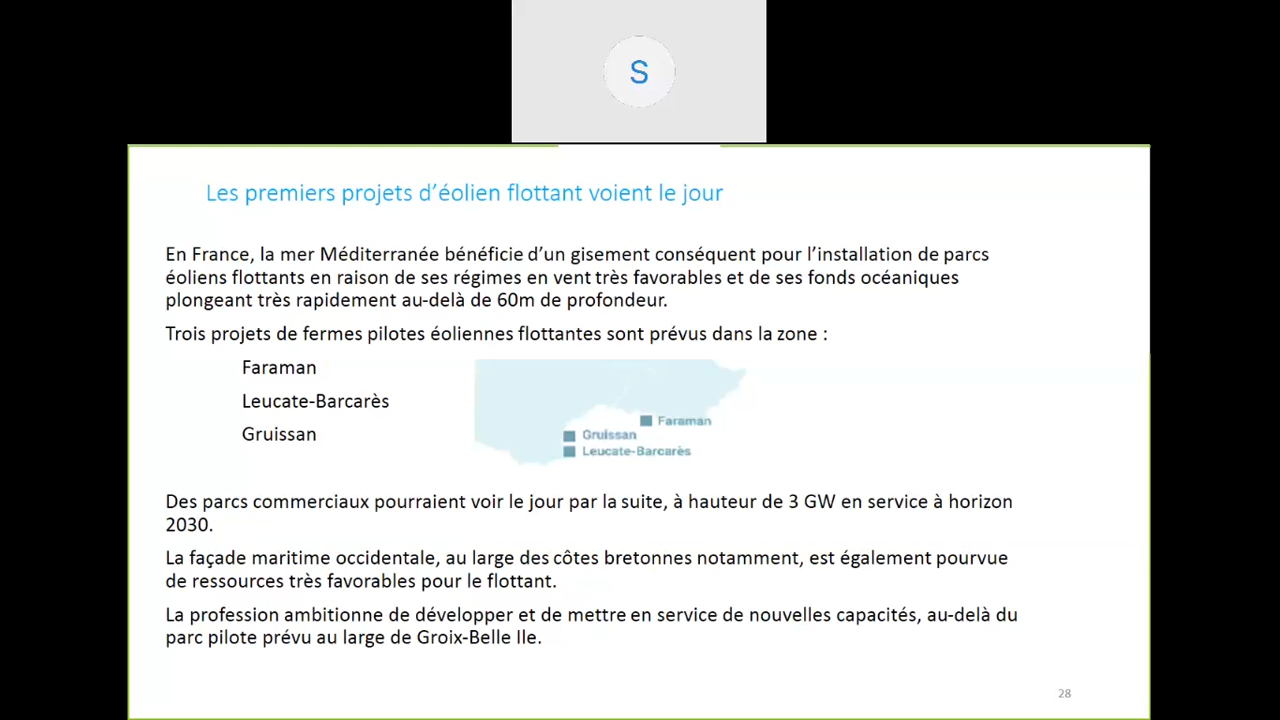 S
Les premiers projets d’éolien flottant voient le jour
En France, la mer Méditerranée bénéficie d’un gisement conséquent pour l’installation de parcs
éoliens flottants en raison de ses régimes en vent très favorables et de ses fonds océaniques
plongeant très rapidement au-delà de 60m de profondeur.
Trois projets de fermes pilotes éoliennes flottantes sont prévus dans la zone :
Faraman
Leucate-Barcarès
Gruissan
Faraman
Gruissan
Leucate-Barcarès
Des parcs commerciaux pourraient voir le jour par la suite, à hauteur de 3 GW en service à horizon
2030.
La façade maritime occidentale, au large des côtes bretonnes notamment, est également pourvue
de ressources très favorables pour le flottant.
La profession ambitionne de développer et de mettre en service de nouvelles capacités, au-delà du
parc pilote prévu au large de Groix-Belle Ile.
28